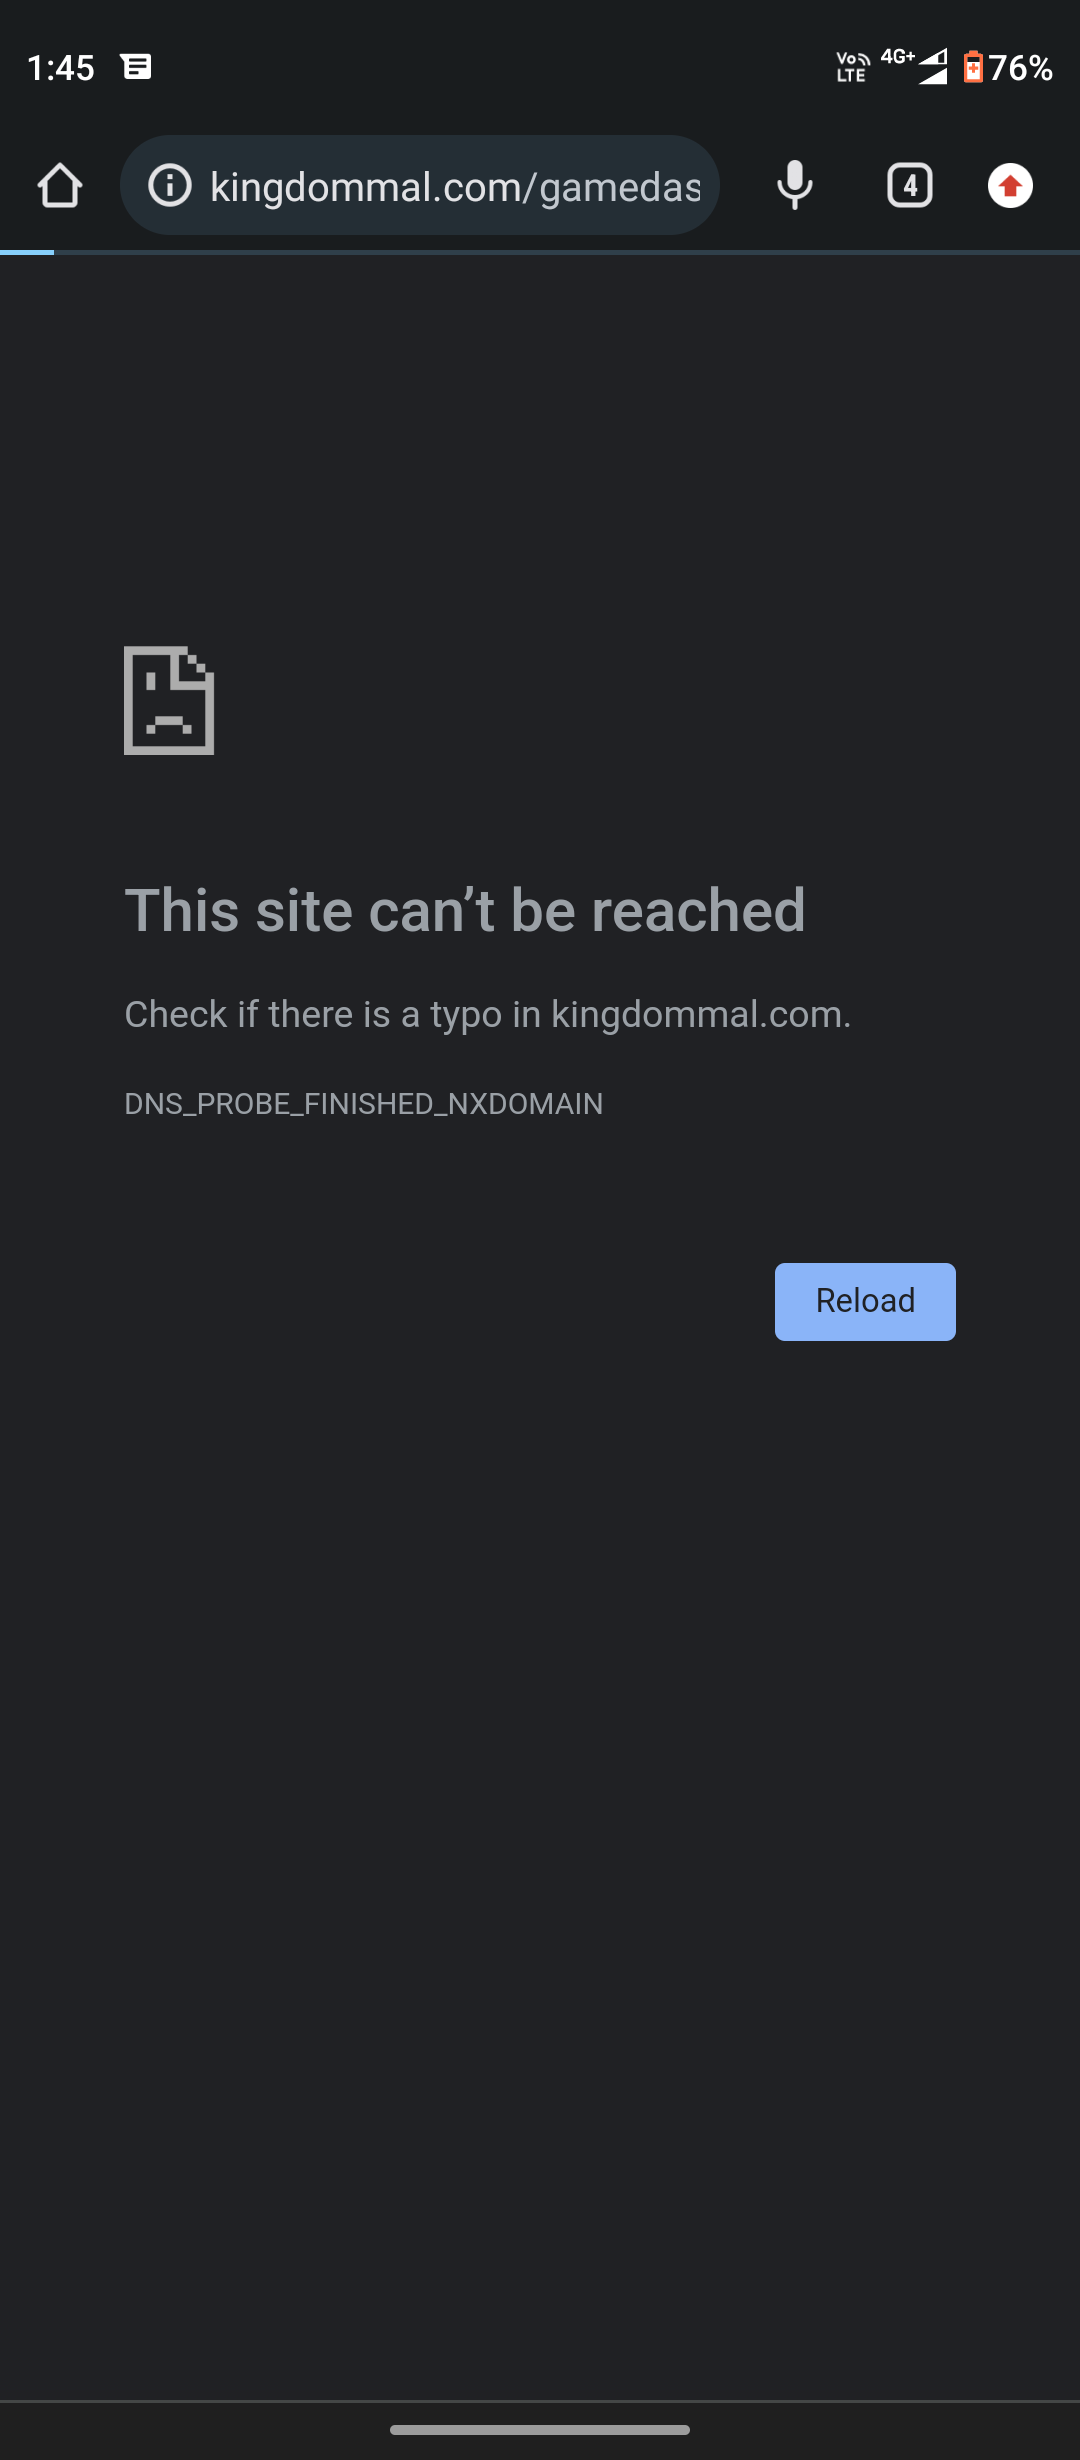 1:45
Vo LTE 4G+ 76%
kingdommal.com/gamedas
4
This site can’t be reached
Check if there is a typo in kingdommal.com.
DNS_PROBE_FINISHED_NXDOMAIN
Reload